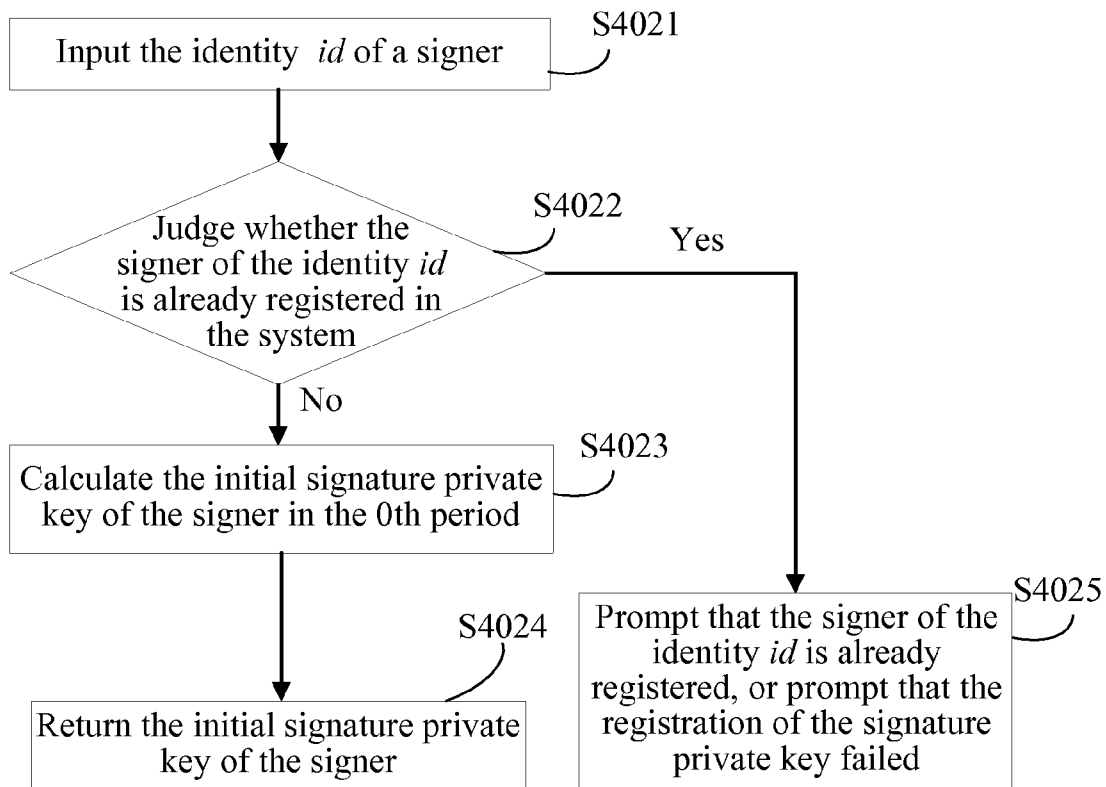 S4021
Input the identity id of a signer
S4022
Judge whether the
signer of the identity id
is already registered in
the system
Yes
No
S4023
Calculate the initial signature private
key of the signer in the 0th period
S4024
Return the initial signature private
key of the signer
S4025
Prompt that the signer of the
identity id is already
registered, or prompt that the
registration of the signature
private key failed